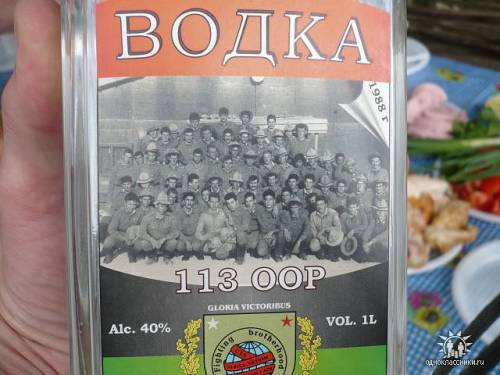 ВОДКА
1988 г
113 ООР
GLORIA VICTORIBUS
Alc. 40%
VOL. 1L
Fighting brotherhood
одноклассники.ru